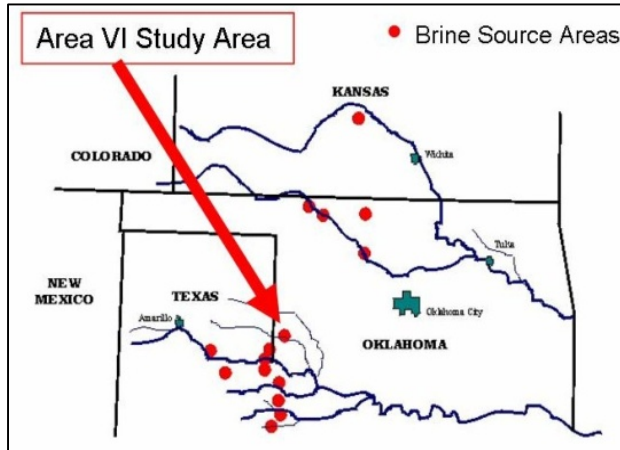 Area VI Study Area
Brine Source Areas
KANSAS
COLORADO
Wichita
Tulsa
NEW
MEXICO
TEXAS
Amarillo
Oklahoma City
OKLAHOMA